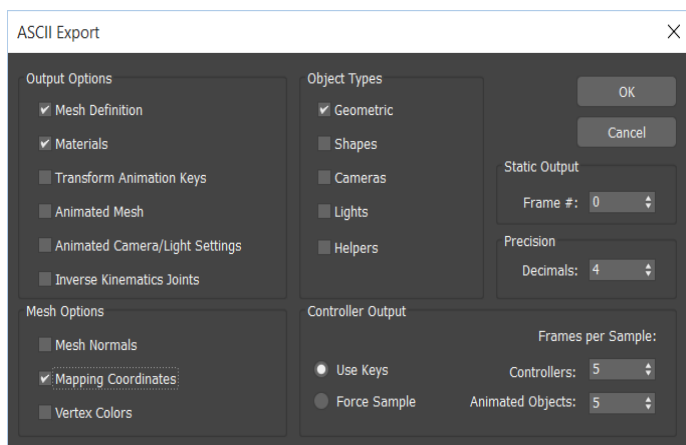 ASCII Export
Output Options
Mesh Definition
Materials
Transform Animation Keys
Animated Mesh
Animated Camera/Light Settings
Inverse Kinematics Joints
Mesh Options
Mesh Normals
Mapping Coordinates
Vertex Colors
Object Types
Geometric
Shapes
Cameras
Lights
Helpers
OK
Cancel
Static Output
Frame #: 0
Precision
Decimals: 4
Controller Output
Use Keys
Force Sample
Frames per Sample:
Controllers: 5
Animated Objects: 5